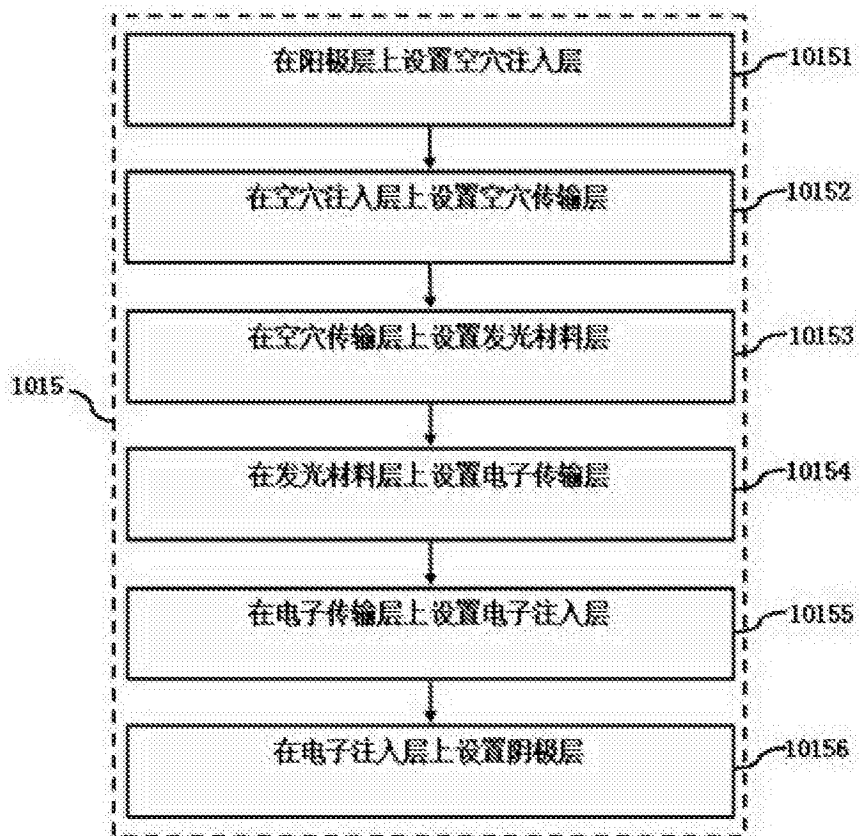 在阳极层上设置空穴注入层
10151
在空穴注入层上设置空穴传输层
10152
在空穴传输层上设置发光材料层
10153
1015
在发光材料层上设置电子传输层
10154
在电子传输层上设置电子注入层
10155
在电子注入层上设置阴极层
10156